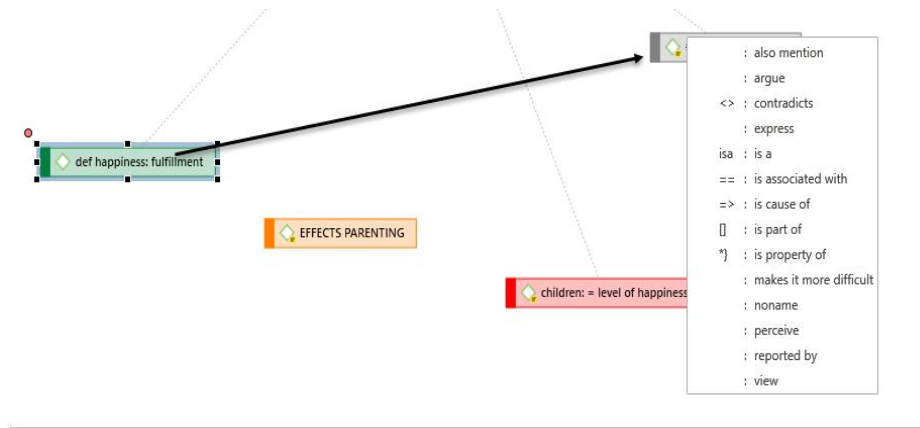 : also mention
: argue
<> : contradicts
: express
isa : is a
== : is associated with
=> : is cause of
[] : is part of
*} : is property of
: makes it more difficult
: noname
: perceive
: reported by
: view
def happiness: fulfillment
EFFECTS PARENTING
children: = level of happiness